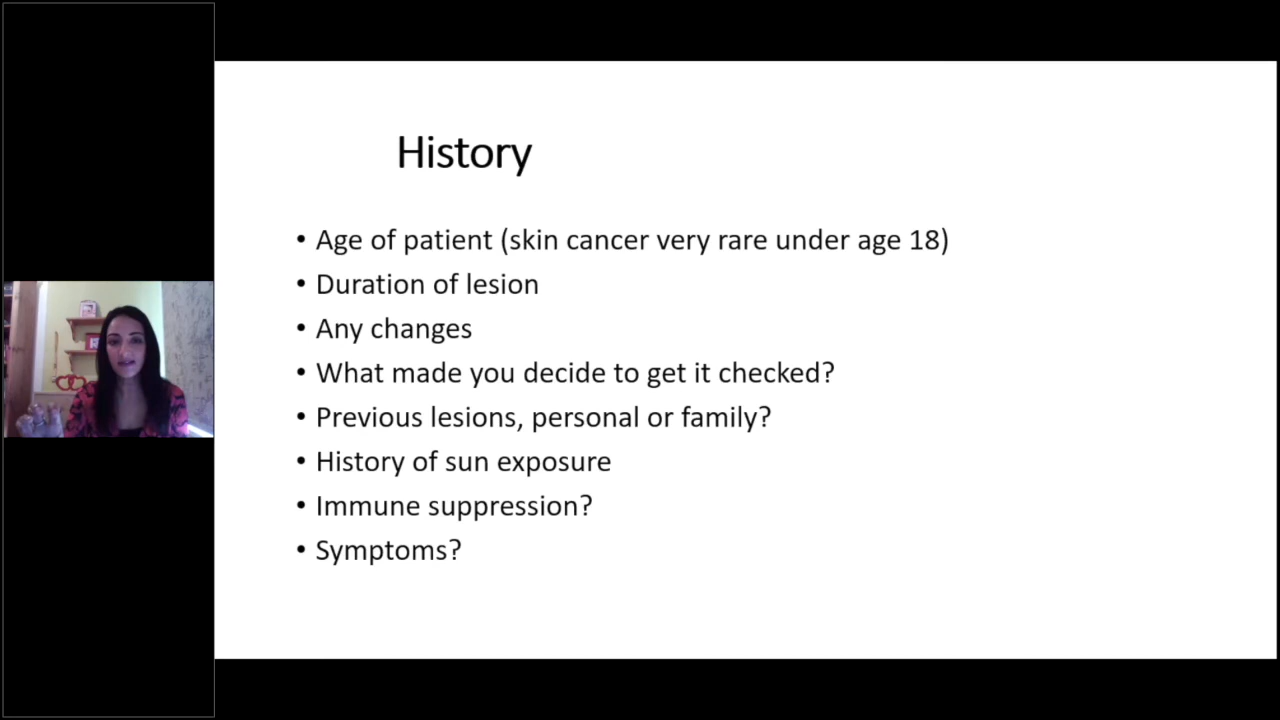 History
• Age of patient (skin cancer very rare under age 18)
• Duration of lesion
• Any changes
• What made you decide to get it checked?
• Previous lesions, personal or family?
• History of sun exposure
• Immune suppression?
• Symptoms?